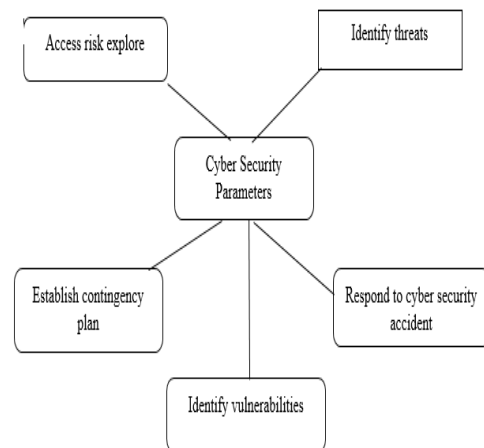 Access risk explore
Identify threats
Cyber Security
Parameters
Establish contingency
plan
Respond to cyber security
accident
Identify vulnerabilities